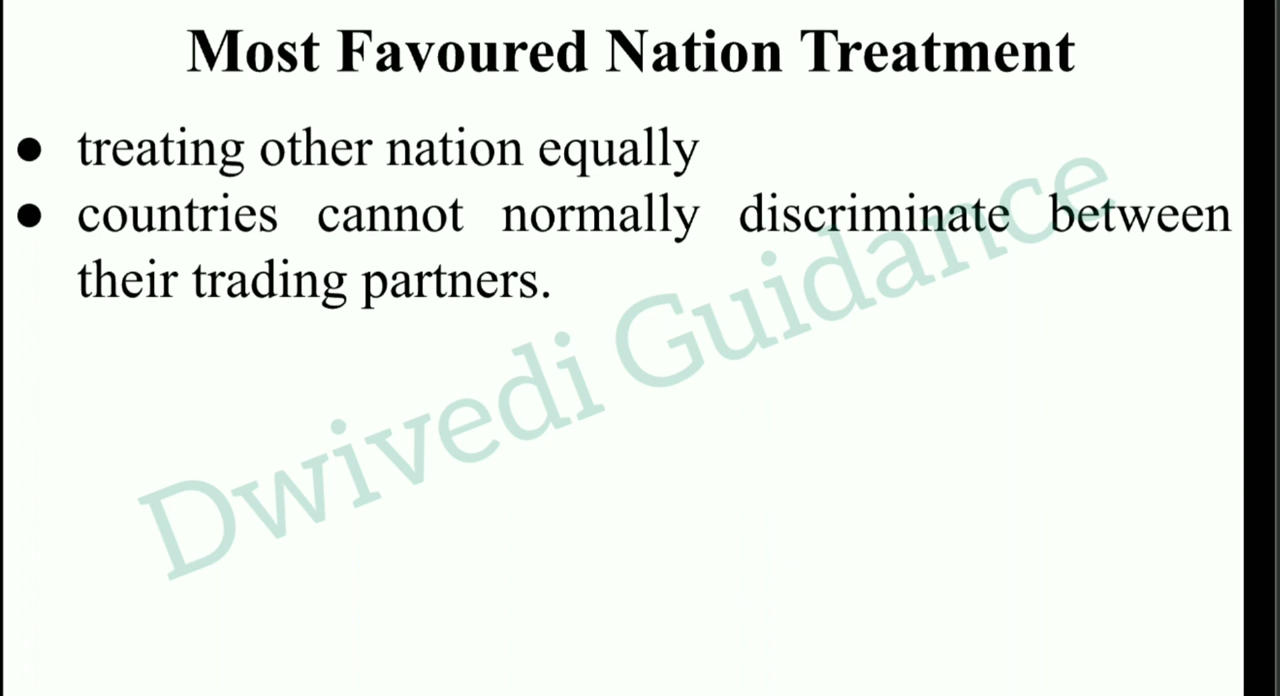 Most Favoured Nation Treatment
● treating other nation equally
● countries cannot normally discriminate between
their trading partners.
Dwivedi Guidance